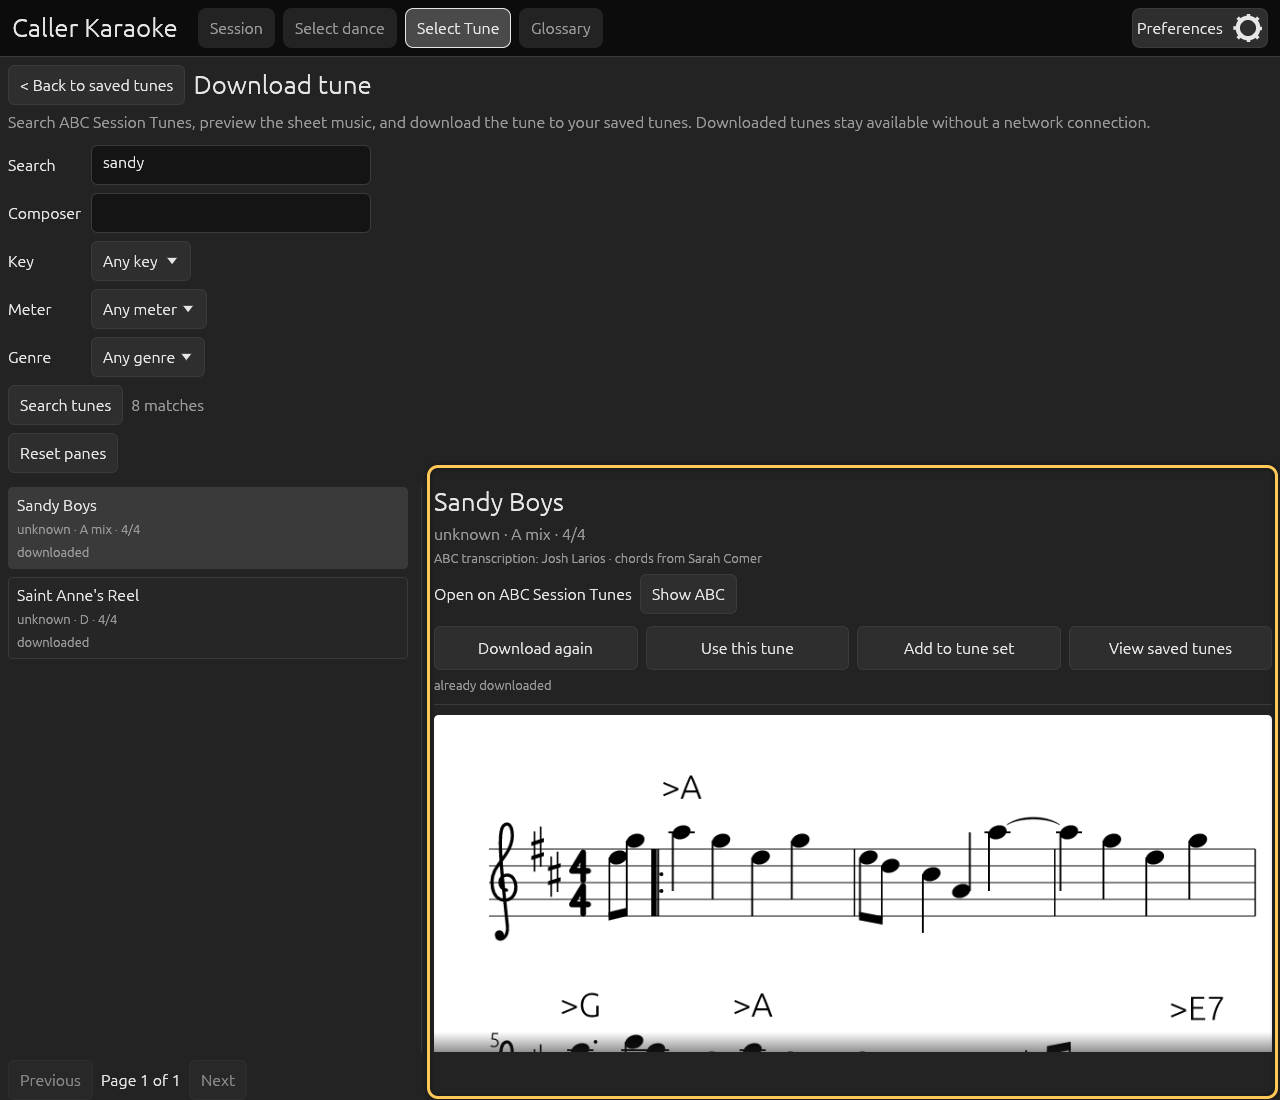 Caller Karaoke
Session
Select dance
Select Tune
Glossary
Preferences
< Back to saved tunes
Download tune
Search ABC Session Tunes, preview the sheet music, and download the tune to your saved tunes. Downloaded tunes stay available without a network connection.
Search
sandy
Composer
Key
Any key
Meter
Any meter
Genre
Any genre
Search tunes
8 matches
Reset panes
Sandy Boys
unknown · A mix · 4/4
downloaded
Saint Anne's Reel
unknown · D · 4/4
downloaded
Previous
Page 1 of 1
Next
Sandy Boys
unknown · A mix · 4/4
ABC transcription: Josh Larios · chords from Sarah Comer
Open on ABC Session Tunes
Show ABC
Download again
Use this tune
Add to tune set
View saved tunes
already downloaded
>A
4
4
>G
>A
>E7
5